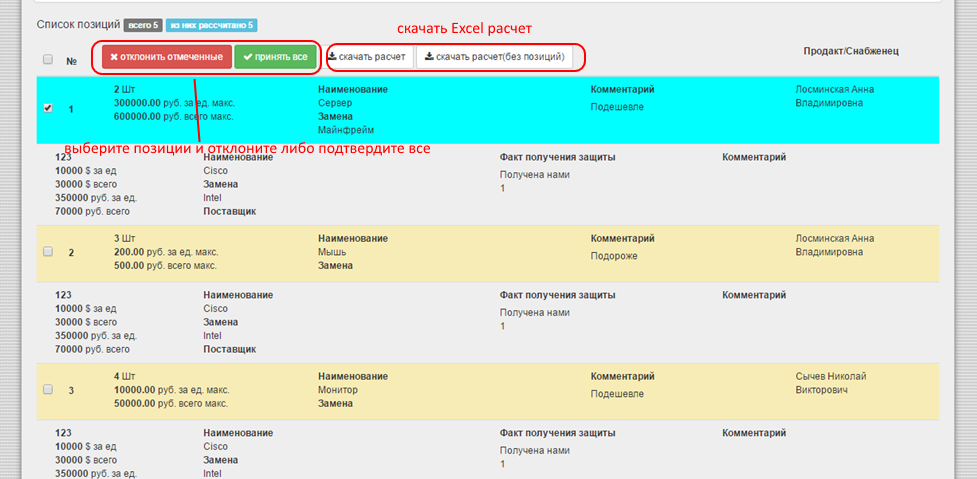 скачать Excel расчет
Список позиций всего 5 из них рассчитано 5
№ отклонить отмеченные принять все скачать расчет скачать расчет(без позиций) Продакт/Снабженец
1 2 Шт Наименование Комментарий Лосминская Анна
300000.00 руб. за ед. макс. Сервер Подешевле Владимировна
600000.00 руб. всего макс. Замена
Майнфрейм
выберите позиции и отклоните либо подтвердите все
123 Наименование Факт получения защиты Комментарий
10000 $ за ед Cisco Получена нами
30000 $ всего Замена 1
350000 руб. за ед. Intel
70000 руб. всего Поставщик
2 3 Шт Наименование Комментарий Лосминская Анна
200.00 руб. за ед. макс. Мышь Подороже Владимировна
500.00 руб. всего макс. Замена
123 Наименование Факт получения защиты Комментарий
10000 $ за ед Cisco Получена нами
30000 $ всего Замена 1
350000 руб. за ед. Intel
70000 руб. всего Поставщик
3 4 Шт Наименование Комментарий Сычев Николай
10000.00 руб. за ед. макс. Монитор Подешевле Викторович
50000.00 руб. всего макс. Замена
123 Наименование Факт получения защиты Комментарий
10000 $ за ед Cisco Получена нами
30000 $ всего Замена 1
350000 руб. за ед. Intel